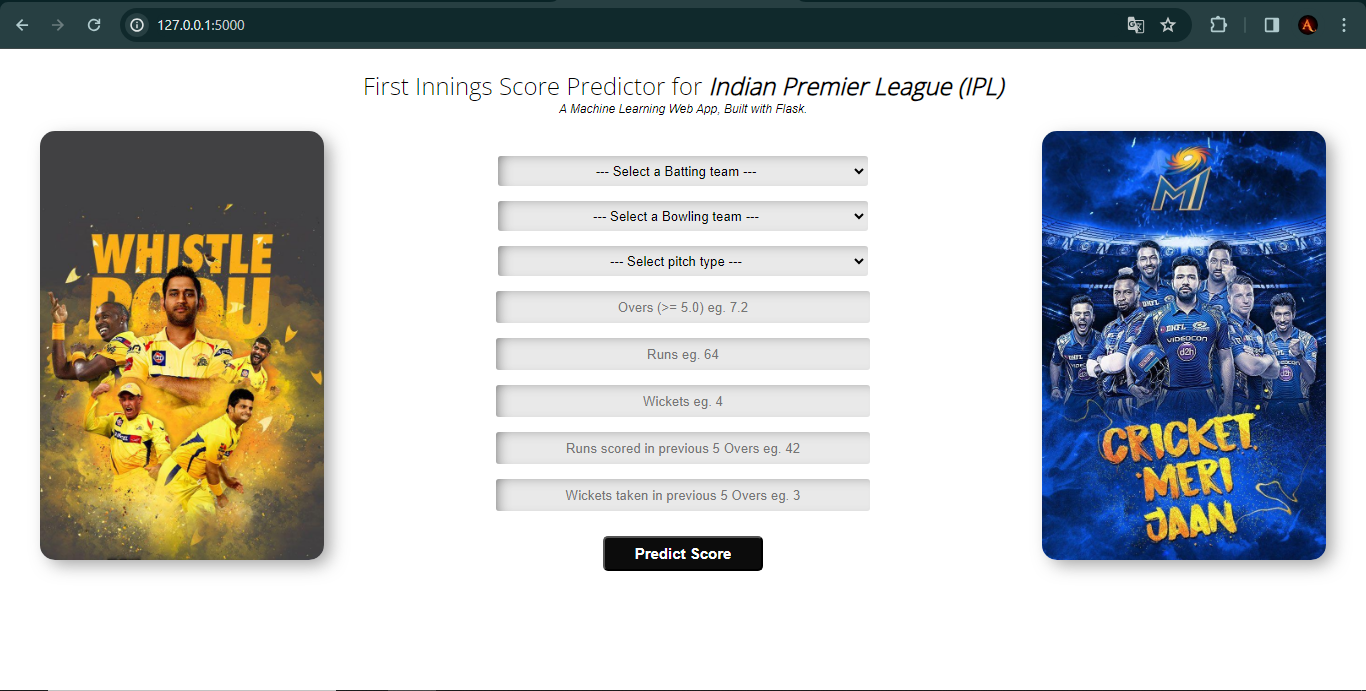 127.0.0.1:5000
First Innings Score Predictor for Indian Premier League (IPL)
A Machine Learning Web App, Built with Flask.
WHISTLE
PODU
--- Select a Batting team ---
--- Select a Bowling team ---
--- Select pitch type ---
Overs (>= 5.0) eg. 7.2
Runs eg. 64
Wickets eg. 4
Runs scored in previous 5 Overs eg. 42
Wickets taken in previous 5 Overs eg. 3
Predict Score
MI
VIDEOCON
d2h
CRICKET
MERI
JAAN